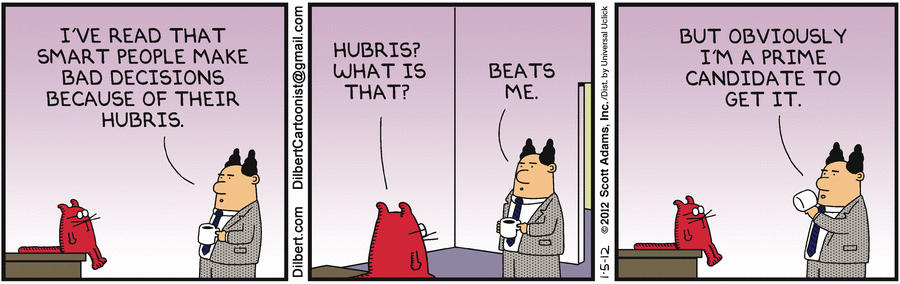 I'VE READ THAT
SMART PEOPLE MAKE
BAD DECISIONS
BECAUSE OF THEIR
HUBRIS.
Dilbert.com DilbertCartoonist@gmail.com
HUBRIS?
WHAT IS
THAT?
BEATS
ME.
1-5-12 ©2012 Scott Adams, Inc. /Dist. by Universal Uclick
BUT OBVIOUSLY
I'M A PRIME
CANDIDATE TO
GET IT.